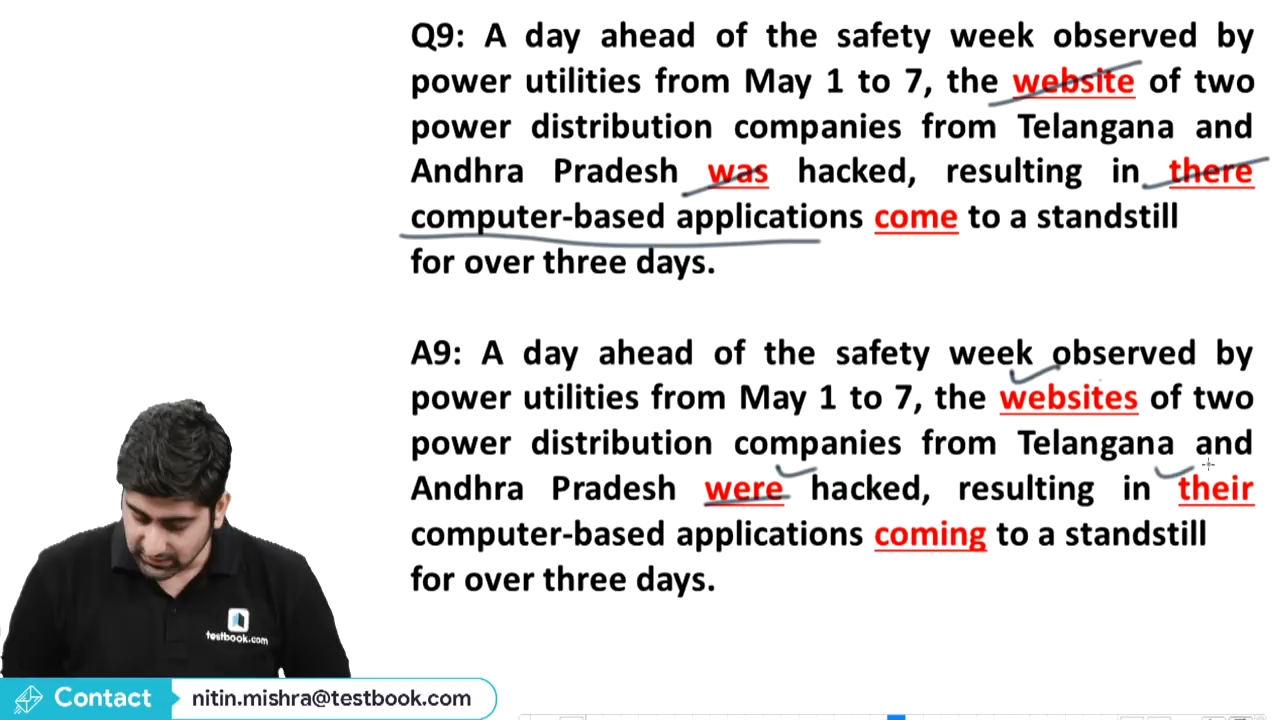 Q9: A day ahead of the safety week observed by
power utilities from May 1 to 7, the website of two
power distribution companies from Telangana and
Andhra Pradesh was hacked, resulting in there
computer-based applications come to a standstill
for over three days.
A9: A day ahead of the safety week observed by
power utilities from May 1 to 7, the websites of two
power distribution companies from Telangana and
Andhra Pradesh were hacked, resulting in their
computer-based applications coming to a standstill
for over three days.
testbook.com
Contact nitin.mishra@testbook.com